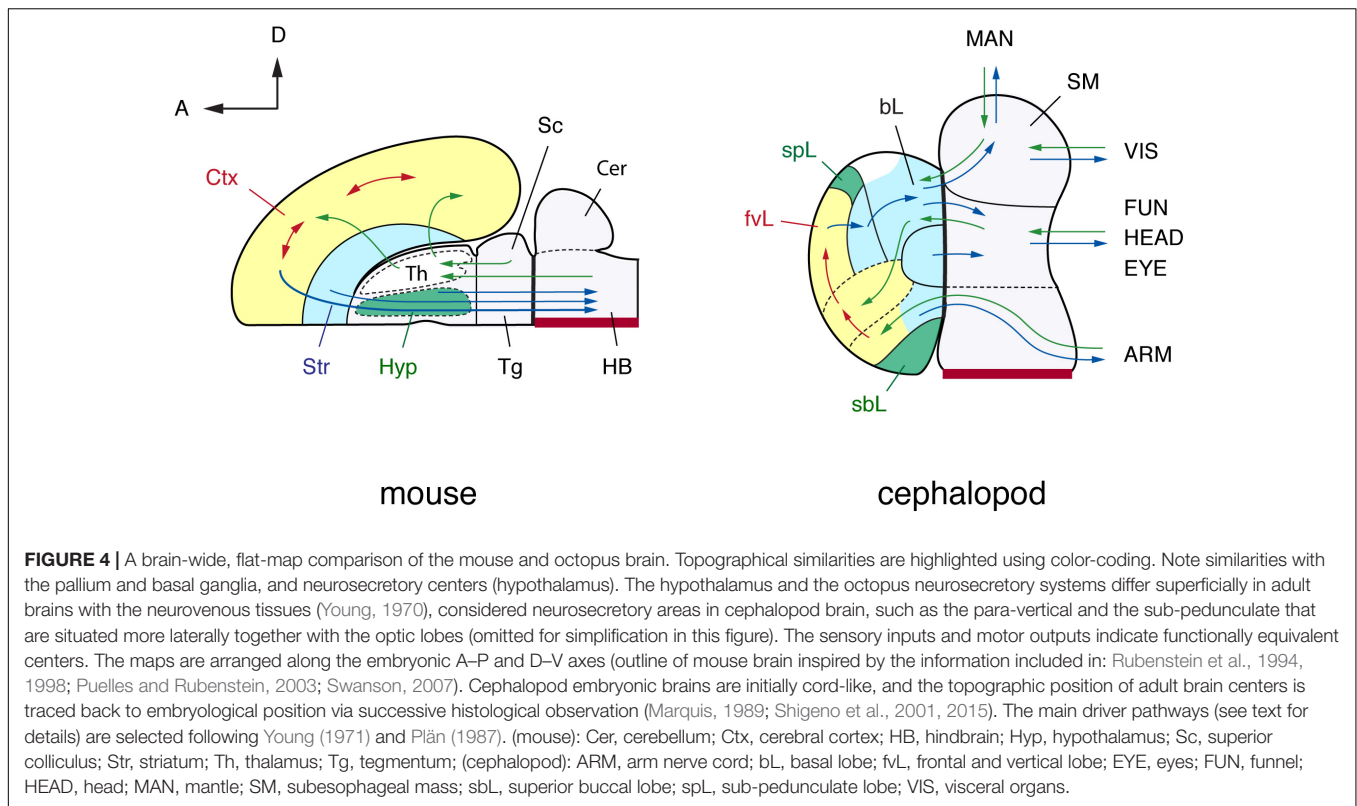 D
A
Ctx
Sc
Cer
Th
Str
Hyp
Tg
HB
mouse
MAN
SM
bL
spL
VIS
fvL
FUN
HEAD
EYE
ARM
sbL
cephalopod
FIGURE 4 | A brain-wide, flat-map comparison of the mouse and octopus brain. Topographical similarities are highlighted using color-coding. Note similarities with
the pallium and basal ganglia, and neurosecretory centers (hypothalamus). The hypothalamus and the octopus neurosecretory systems differ superficially in adult
brains with the neurovenous tissues (Young, 1970), considered neurosecretory areas in cephalopod brain, such as the para-vertical and the sub-pedunculate that
are situated more laterally together with the optic lobes (omitted for simplification in this figure). The sensory inputs and motor outputs indicate functionally equivalent
centers. The maps are arranged along the embryonic A–P and D–V axes (outline of mouse brain inspired by the information included in: Rubenstein et al., 1994,
1998; Puelles and Rubenstein, 2003; Swanson, 2007). Cephalopod embryonic brains are initially cord-like, and the topographic position of adult brain centers is
traced back to embryological position via successive histological observation (Marquis, 1989; Shigeno et al., 2001, 2015). The main driver pathways (see text for
details) are selected following Young (1971) and Plän (1987). (mouse): Cer, cerebellum; Ctx, cerebral cortex; HB, hindbrain; Hyp, hypothalamus; Sc, superior
colliculus; Str, striatum; Th, thalamus; Tg, tegmentum; (cephalopod): ARM, arm nerve cord; bL, basal lobe; fvL, frontal and vertical lobe; EYE, eyes; FUN, funnel;
HEAD, head; MAN, mantle; SM, subesophageal mass; sbL, superior buccal lobe; spL, sub-pedunculate lobe; VIS, visceral organs.